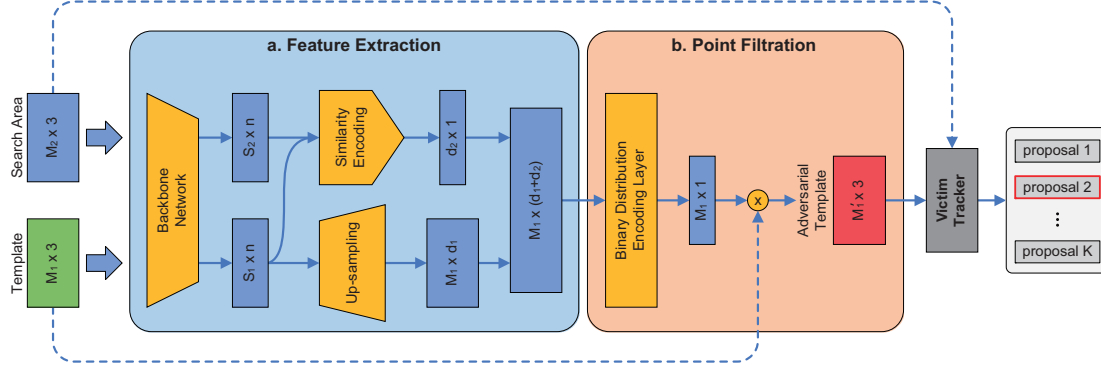 Search Area
M₂ x 3
Template
M₁ x 3
a. Feature Extraction
Backbone
Network
S₂ x n
S₁ x n
Similarity
Encoding
Up-sampling
d₂ x 1
M₁ x d₁
M₁ x (d₁+d₂)
b. Point Filtration
Binary Distribution
Encoding Layer
M₁ x 1
x
Adversarial
Template
M₁' x 3
Victim
Tracker
proposal 1
proposal 2
...
proposal K